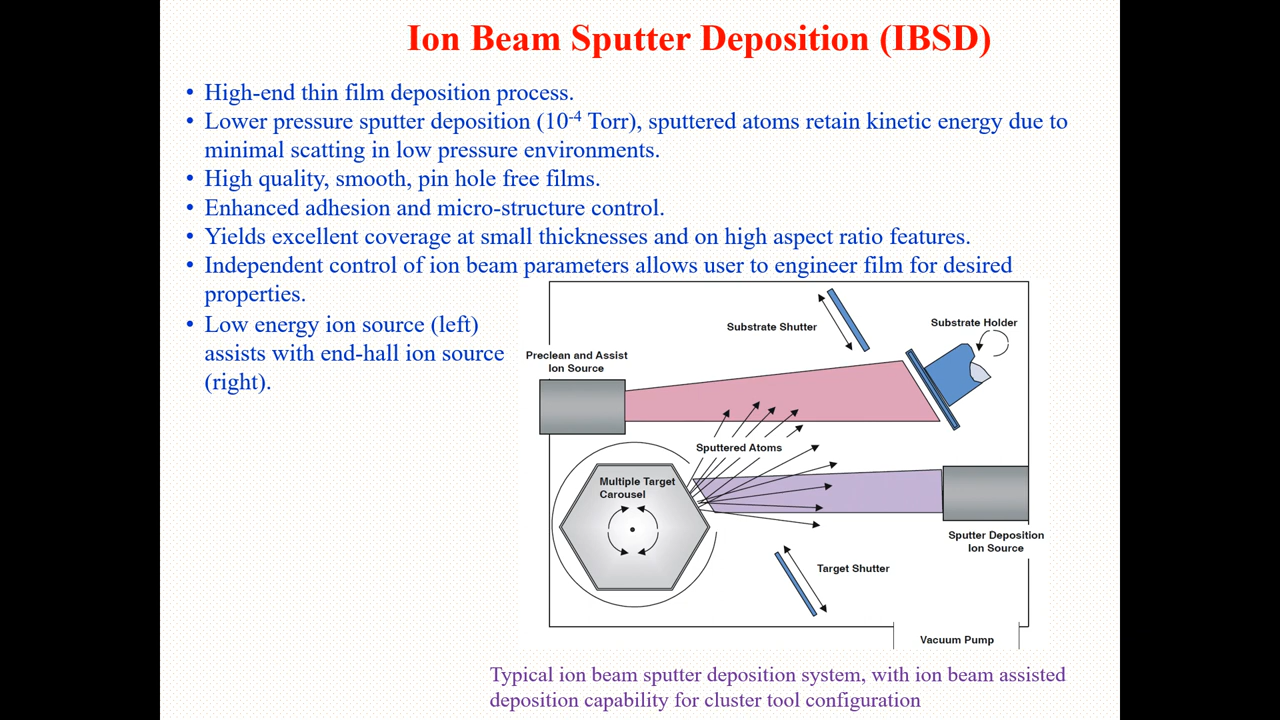 Ion Beam Sputter Deposition (IBSD)
• High-end thin film deposition process.
• Lower pressure sputter deposition (10⁻⁴ Torr), sputtered atoms retain kinetic energy due to
minimal scatting in low pressure environments.
• High quality, smooth, pin hole free films.
• Enhanced adhesion and micro-structure control.
• Yields excellent coverage at small thicknesses and on high aspect ratio features.
• Independent control of ion beam parameters allows user to engineer film for desired
properties.
• Low energy ion source (left)
assists with end-hall ion source
(right).
Substrate Shutter
Substrate Holder
Preclean and Assist
Ion Source
Sputtered Atoms
Multiple Target
Carousel
Sputter Deposition
Ion Source
Target Shutter
Vacuum Pump
Typical ion beam sputter deposition system, with ion beam assisted
deposition capability for cluster tool configuration